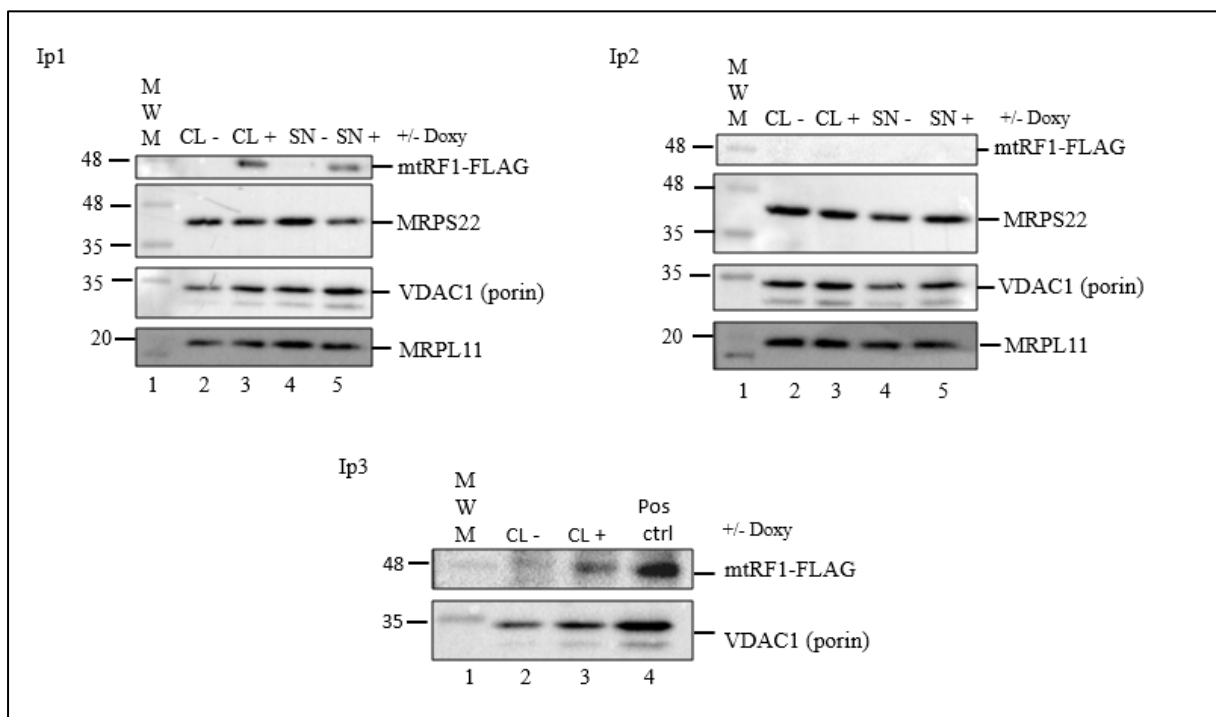 Ip1
M
W
M CL - CL + SN - SN + +/- Doxy
48 mtRF1-FLAG
48
MRPS22
35
35
VDAC1 (porin)
20
MRPL11
1 2 3 4 5
Ip2
M
W
M CL - CL + SN - SN + +/- Doxy
48 mtRF1-FLAG
48
MRPS22
35
35
VDAC1 (porin)
20
MRPL11
1 2 3 4 5
Ip3
M
W
M CL - CL + Pos ctrl +/- Doxy
48 mtRF1-FLAG
35
VDAC1 (porin)
1 2 3 4